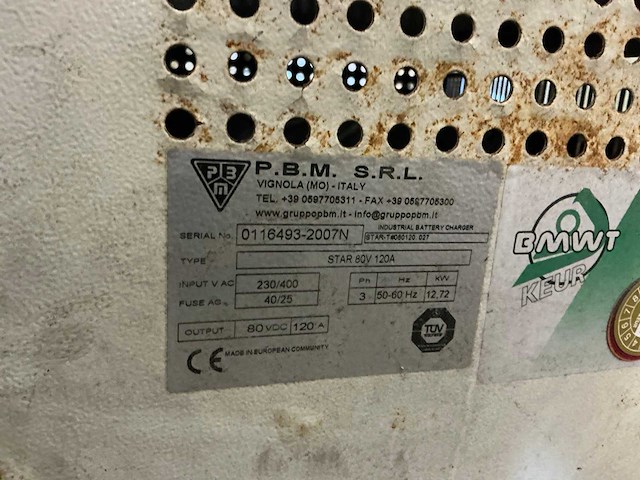 PBM
P.B.M. S.R.L.
VIGNOLA (MO) - ITALY
TEL. +39 0597705311 - FAX +39 0597705300
www.gruppopbm.it - info@gruppopbm.it
SERIAL No. 0116493-2007N INDUSTRIAL BATTERY CHARGER
TYPE STAR 80V 120A
INPUT V AC 230/400 Ph Hz KW
FUSE AG. 40/25 3 50-60 Hz 12,72
OUTPUT 80 VDC 120 A
TÜV
CE MADE IN EUROPEAN COMMUNITY
BMWT
KEUR